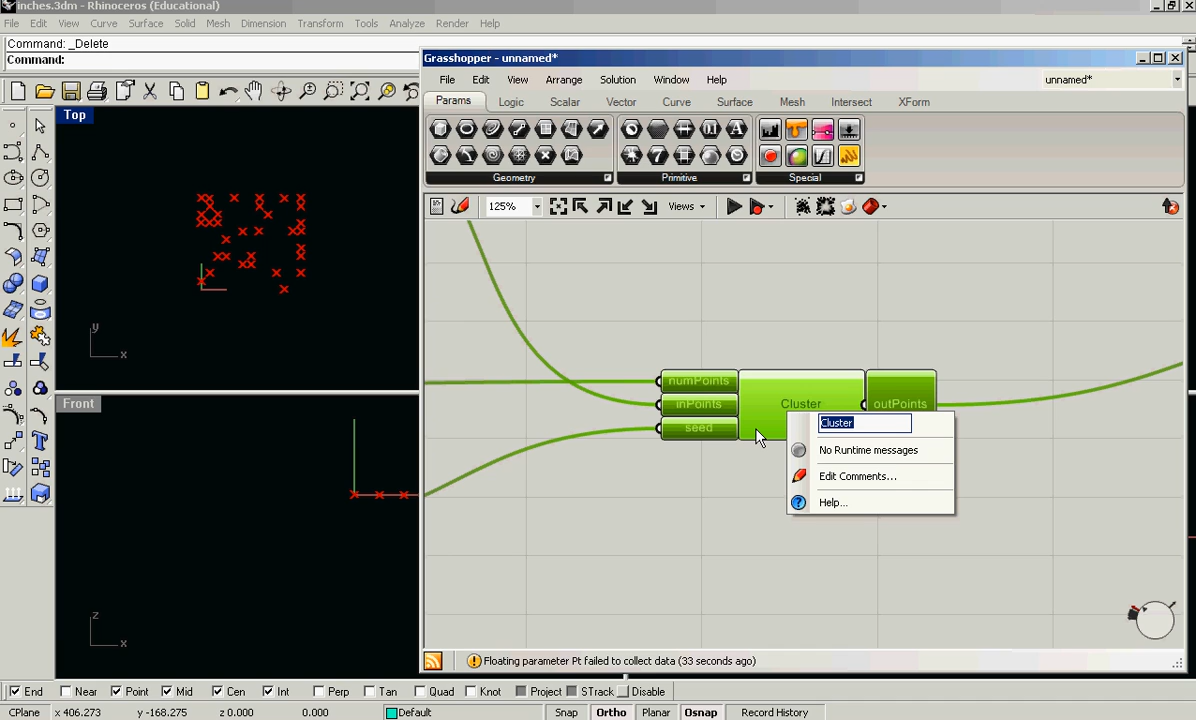 inches.3dm - Rhinoceros (Educational)
File Edit View Curve Surface Solid Mesh Dimension Transform Tools Analyze Render Help
Command: _Delete
Command:
Grasshopper - unnamed*
File Edit View Arrange Solution Window Help unnamed*
Params Logic Scalar Vector Curve Surface Mesh Intersect XForm
Geometry Primitive Special
125% Views
Top
y
x
Front
z
x
numPoints
inPoints
seed
Cluster
outPoints
Cluster
No Runtime messages
Edit Comments...
Help...
Floating parameter Pt failed to collect data (33 seconds ago)
End Near Point Mid Cen Int Perp Tan Quad Knot Project STrack Disable
CPlane x 406.273 y -168.275 z 0.000 0.000 Default Snap Ortho Planar Osnap Record History